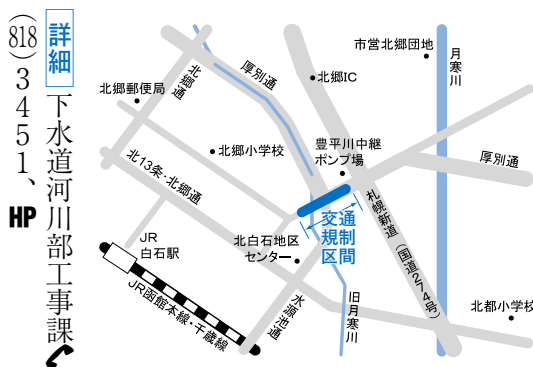 詳細 下水道河川部工事課
(818)3451、HP
市営北郷団地
月寒川
厚別通
北郷通
北郷IC
北郷郵便局
豊平川中継
ポンプ場
北郷小学校
厚別通
北13条・北郷通
札幌新道(国道274号)
交通
規制
区間
JR
白石駅
北白石地区
センター
JR函館本線・千歳線
水源池通
旧月寒川
北都小学校